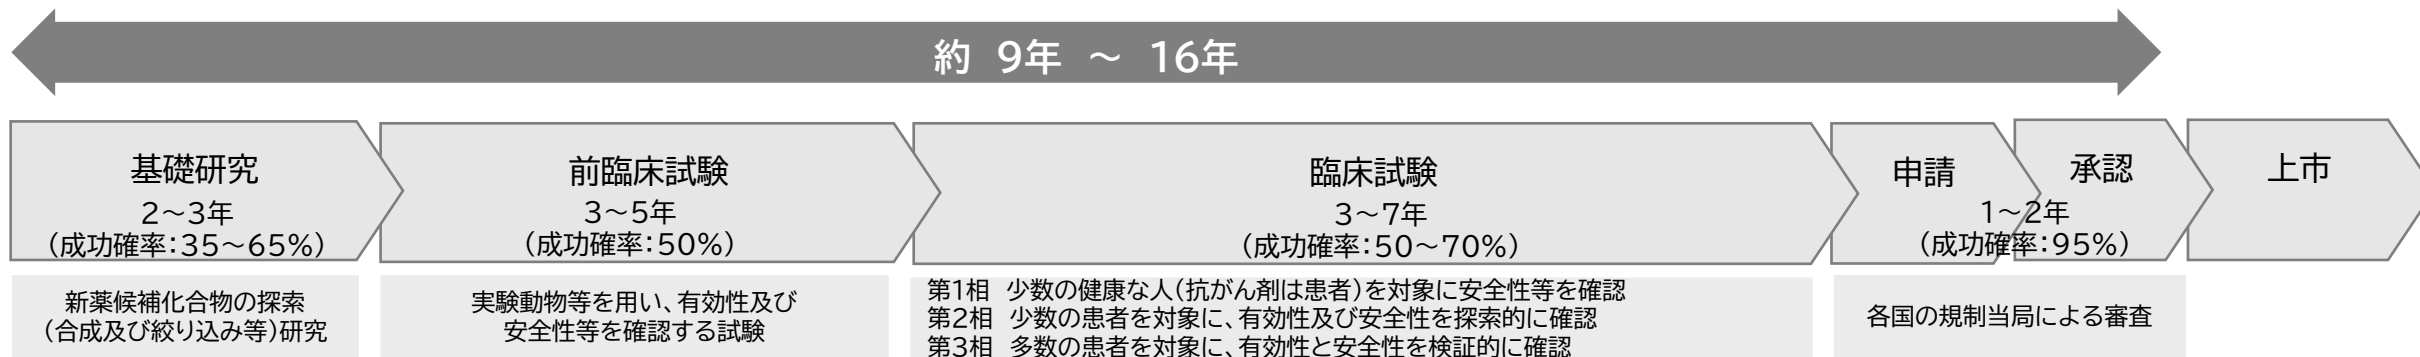 約 9年 ～ 16年
基礎研究
2～3年
（成功確率：35～65％）
前臨床試験
3～5年
（成功確率：50％）
臨床試験
3～7年
（成功確率：50～70％）
申請
承認
1～2年
（成功確率：95％）
上市
新薬候補化合物の探索
（合成及び絞り込み等）研究
実験動物等を用い、有効性及び
安全性等を確認する試験
第1相 少数の健康な人（抗がん剤は患者）を対象に安全性等を確認
第2相 少数の患者を対象に、有効性及び安全性を探索的に確認
第3相 多数の患者を対象に、有効性と安全性を検証的に確認
各国の規制当局による審査